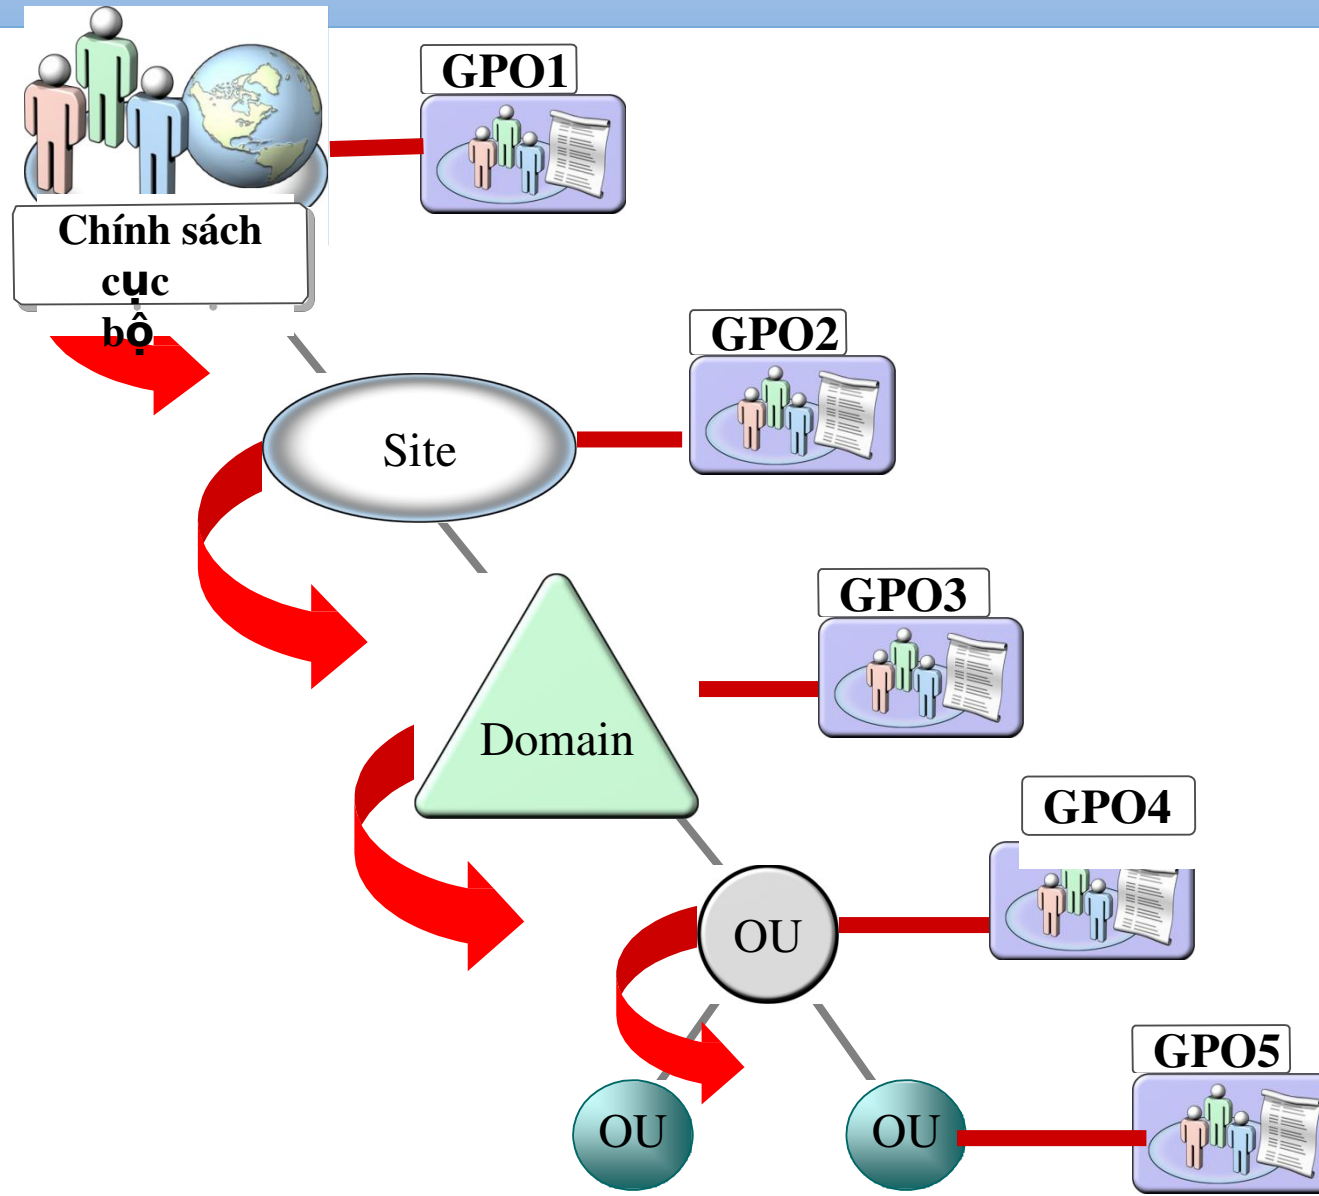 GPO1
Chính sách
cục
bộ
GPO2
Site
GPO3
Domain
GPO4
OU
GPO5
OU
OU